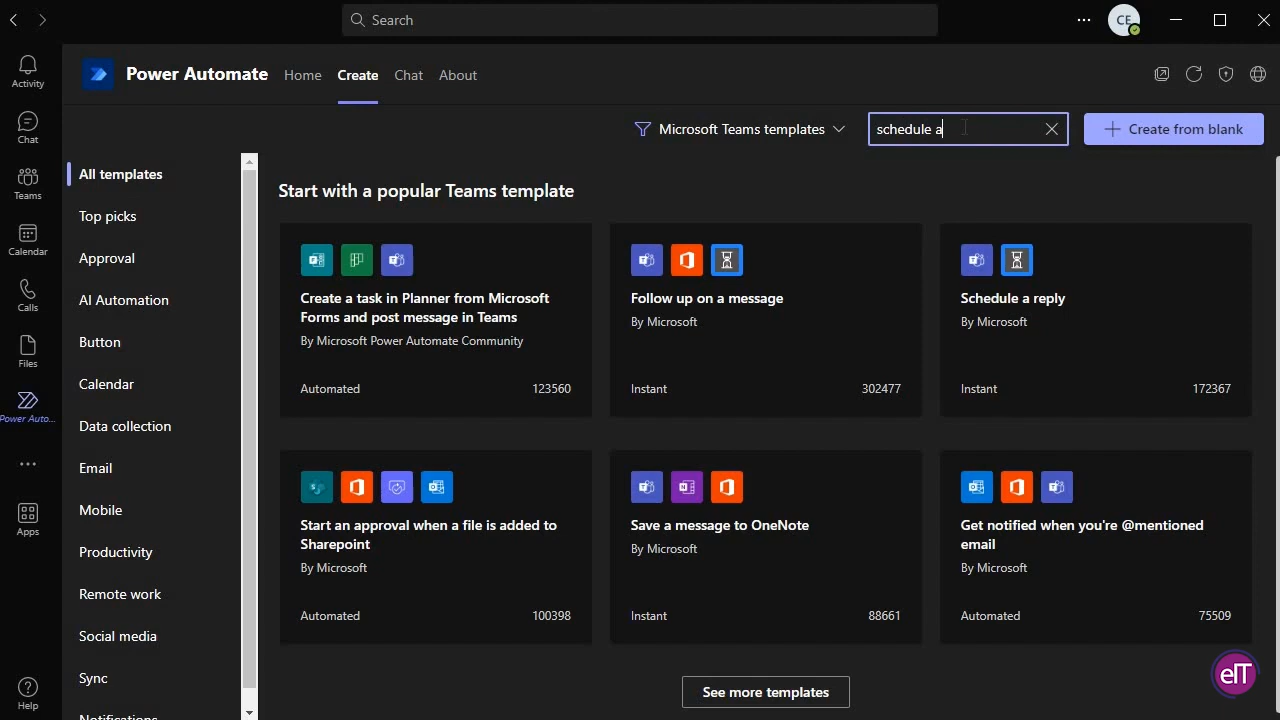 Search
CE
Activity
Chat
Teams
Calendar
Calls
Files
Power Auto...
Apps
Help
Power Automate
Home
Create
Chat
About
Microsoft Teams templates
schedule a
Create from blank
All templates
Top picks
Approval
AI Automation
Button
Calendar
Data collection
Email
Mobile
Productivity
Remote work
Social media
Sync
Notifications
Start with a popular Teams template
Create a task in Planner from Microsoft
Forms and post message in Teams
By Microsoft Power Automate Community
Automated 123560
Follow up on a message
By Microsoft
Instant 302477
Schedule a reply
By Microsoft
Instant 172367
Start an approval when a file is added to
Sharepoint
By Microsoft
Automated 100398
Save a message to OneNote
By Microsoft
Instant 88661
Get notified when you're @mentioned
email
By Microsoft
Automated 75509
See more templates
eIT